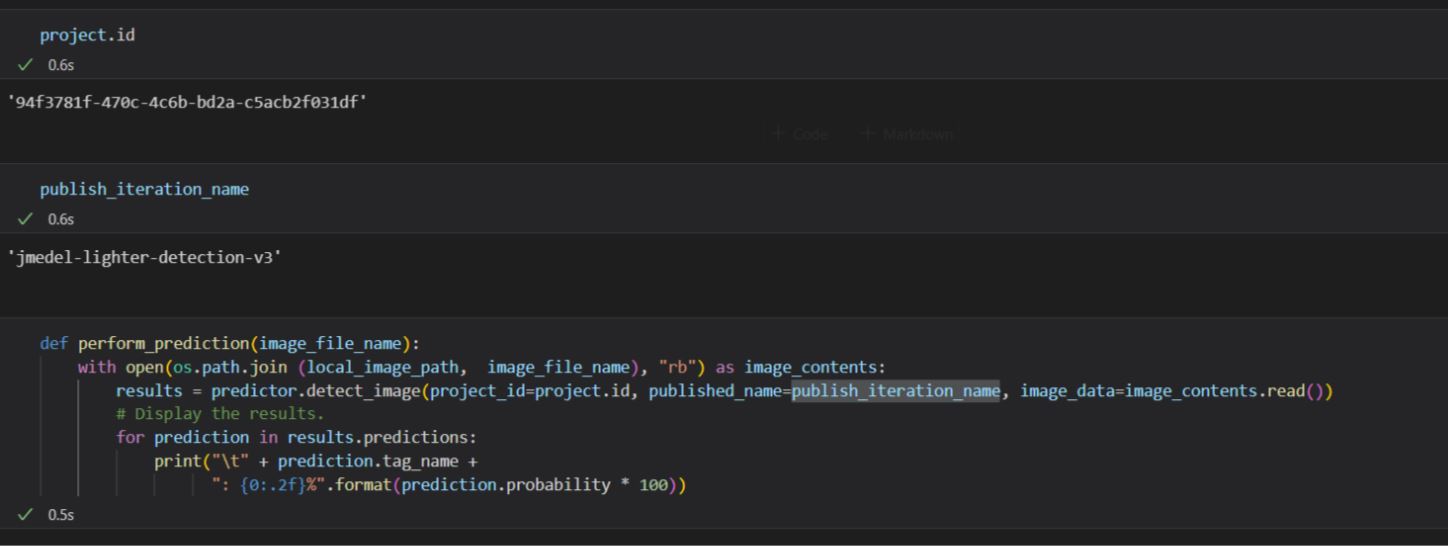 project.id
✓ 0.6s
'94f3781f-470c-4c6b-bd2a-c5acb2f031df'
+ Code + Markdown
publish_iteration_name
✓ 0.6s
'jmedel-lighter-detection-v3'
def perform_prediction(image_file_name):
    with open(os.path.join (local_image_path,  image_file_name), "rb") as image_contents:
        results = predictor.detect_image(project_id=project.id, published_name=publish_iteration_name, image_data=image_contents.read())
        # Display the results.
        for prediction in results.predictions:
            print("\t" + prediction.tag_name +
                  ": {0:.2f}%".format(prediction.probability * 100))
✓ 0.5s